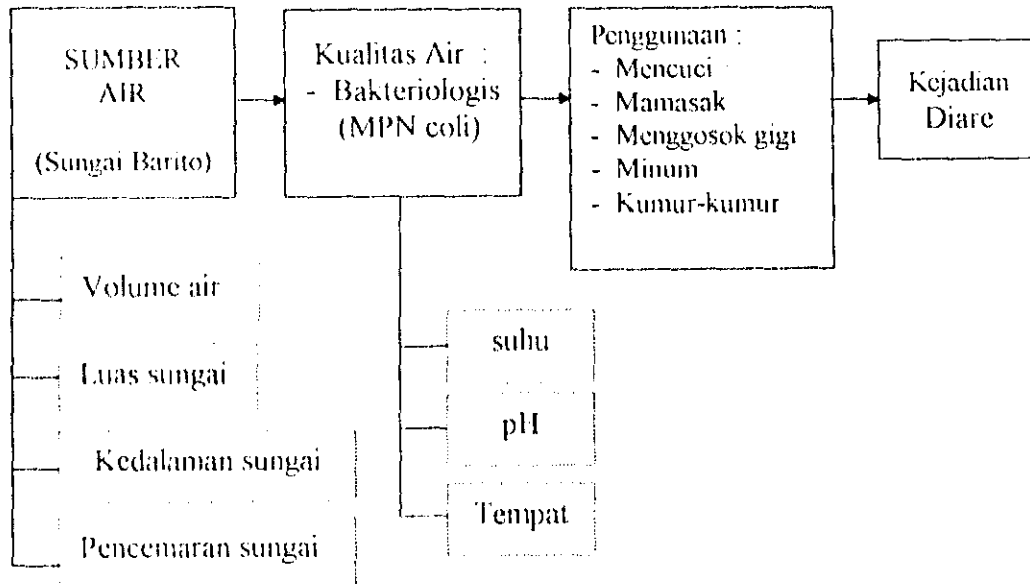 SUMBER
AIR
(Sungai Barito)
Kualitas Air :
- Bakteriologis
(MPN coli)
Penggunaan :
- Mencuci
- Mamasak
- Menggosok gigi
- Minum
- Kumur-kumur
Kejadian
Diare
Volume air
Luas sungai
Kedalaman sungai
Pencemaran sungai
suhu
pH
Tempat